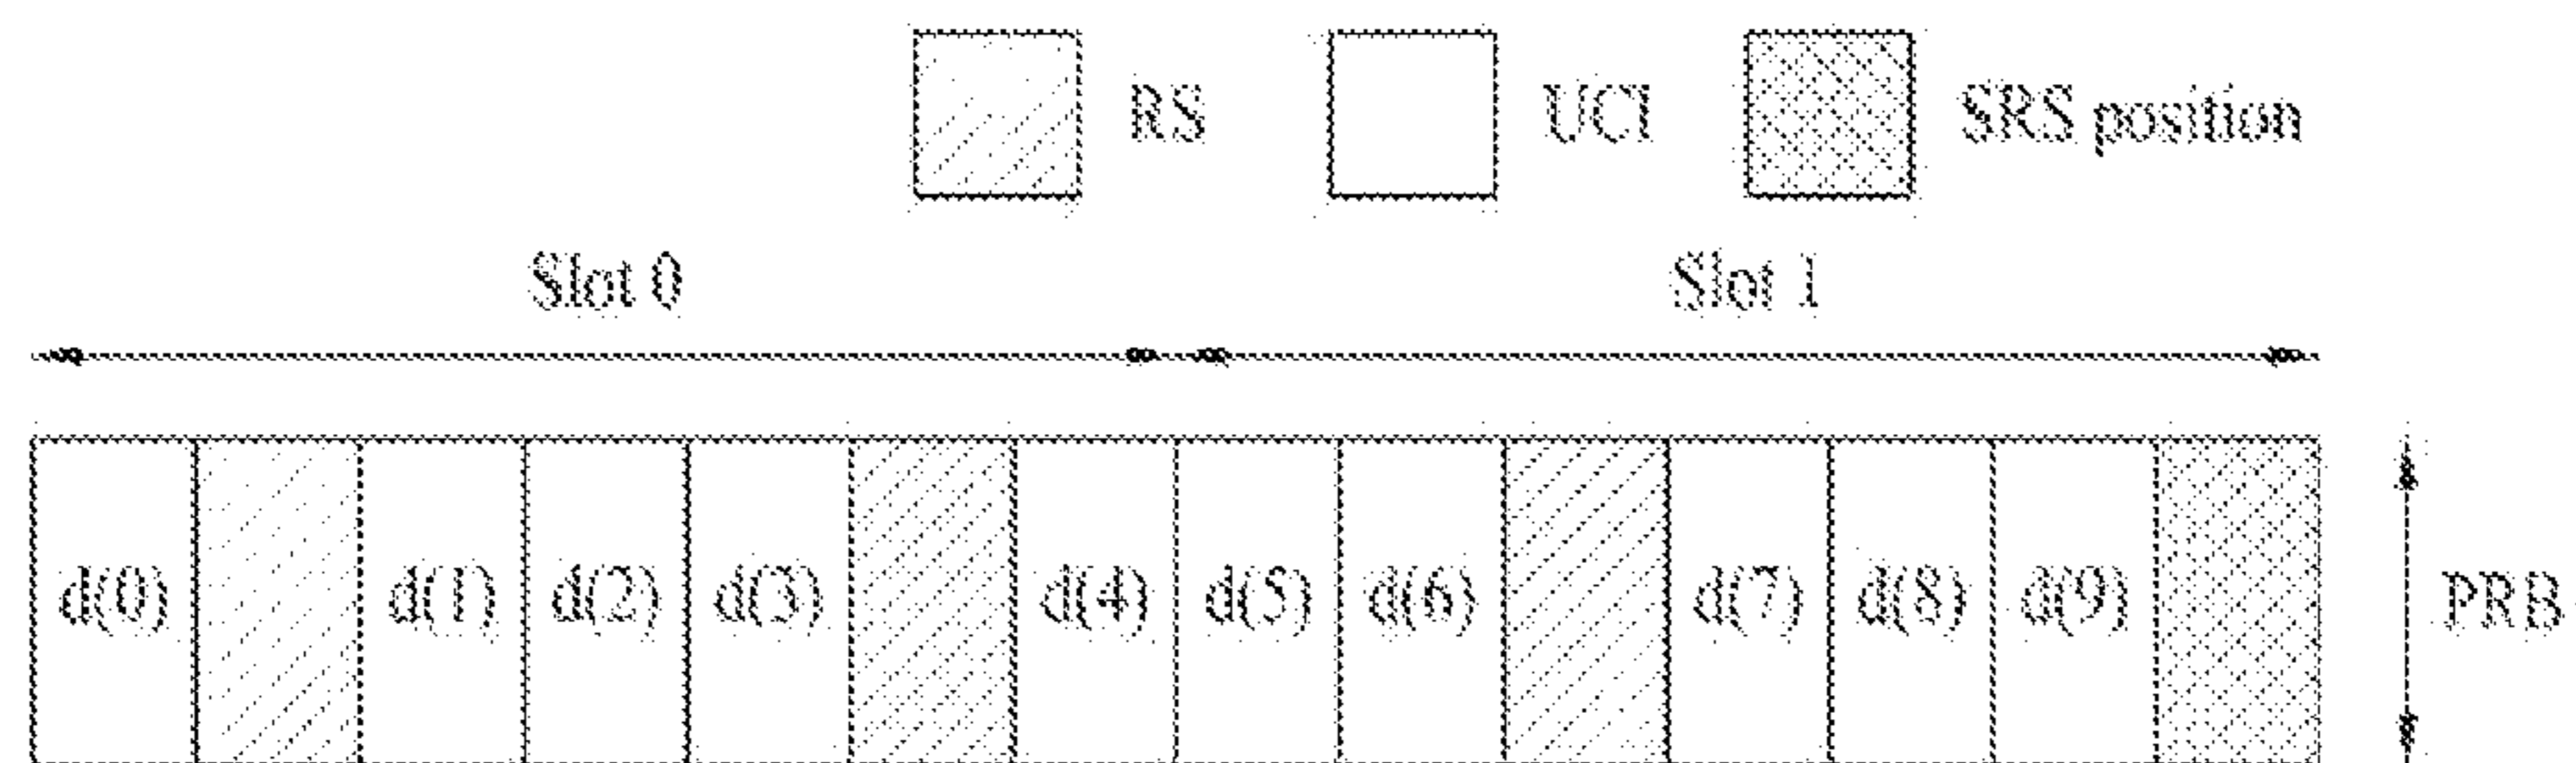 RS UCI SRS position
Slot 0 Slot 1
d(0) d(1) d(2) d(3) d(4) d(5) d(6) d(7) d(8) d(9) PRB